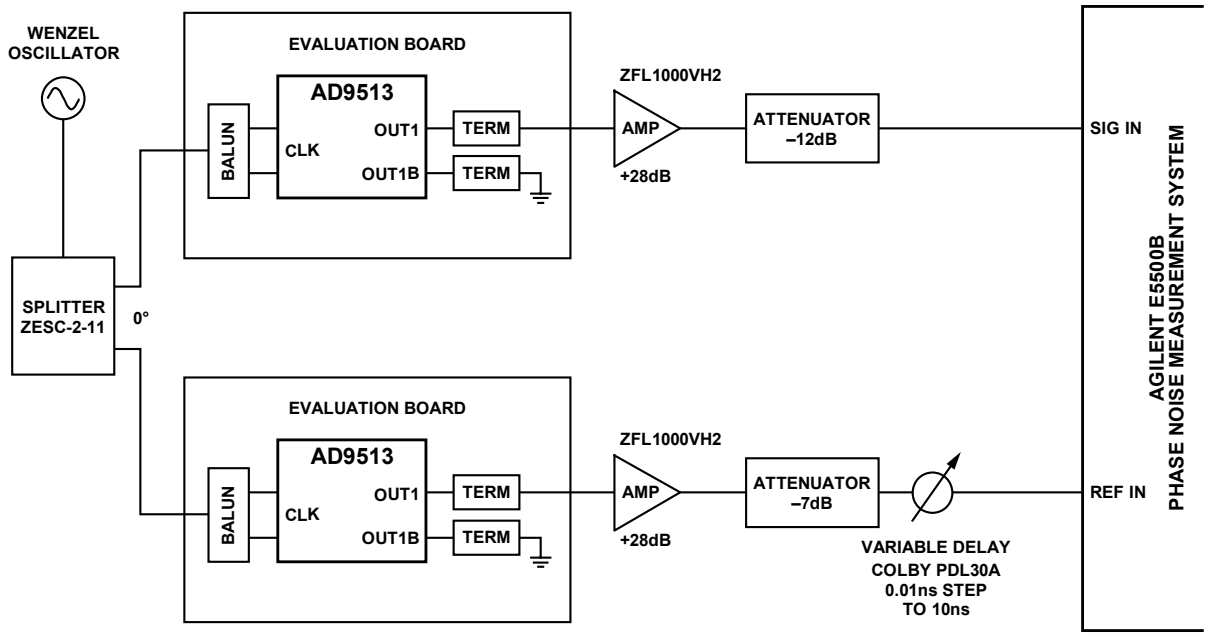 WENZEL
OSCILLATOR
SPLITTER
ZESC-2-11
0°
EVALUATION BOARD
BALUN
AD9513
CLK
OUT1
OUT1B
TERM
TERM
ZFL1000VH2
AMP
+28dB
ATTENUATOR
–12dB
SIG IN
EVALUATION BOARD
BALUN
AD9513
CLK
OUT1
OUT1B
TERM
TERM
ZFL1000VH2
AMP
+28dB
ATTENUATOR
–7dB
VARIABLE DELAY
COLBY PDL30A
0.01ns STEP
TO 10ns
REF IN
AGILENT E5500B
PHASE NOISE MEASUREMENT SYSTEM